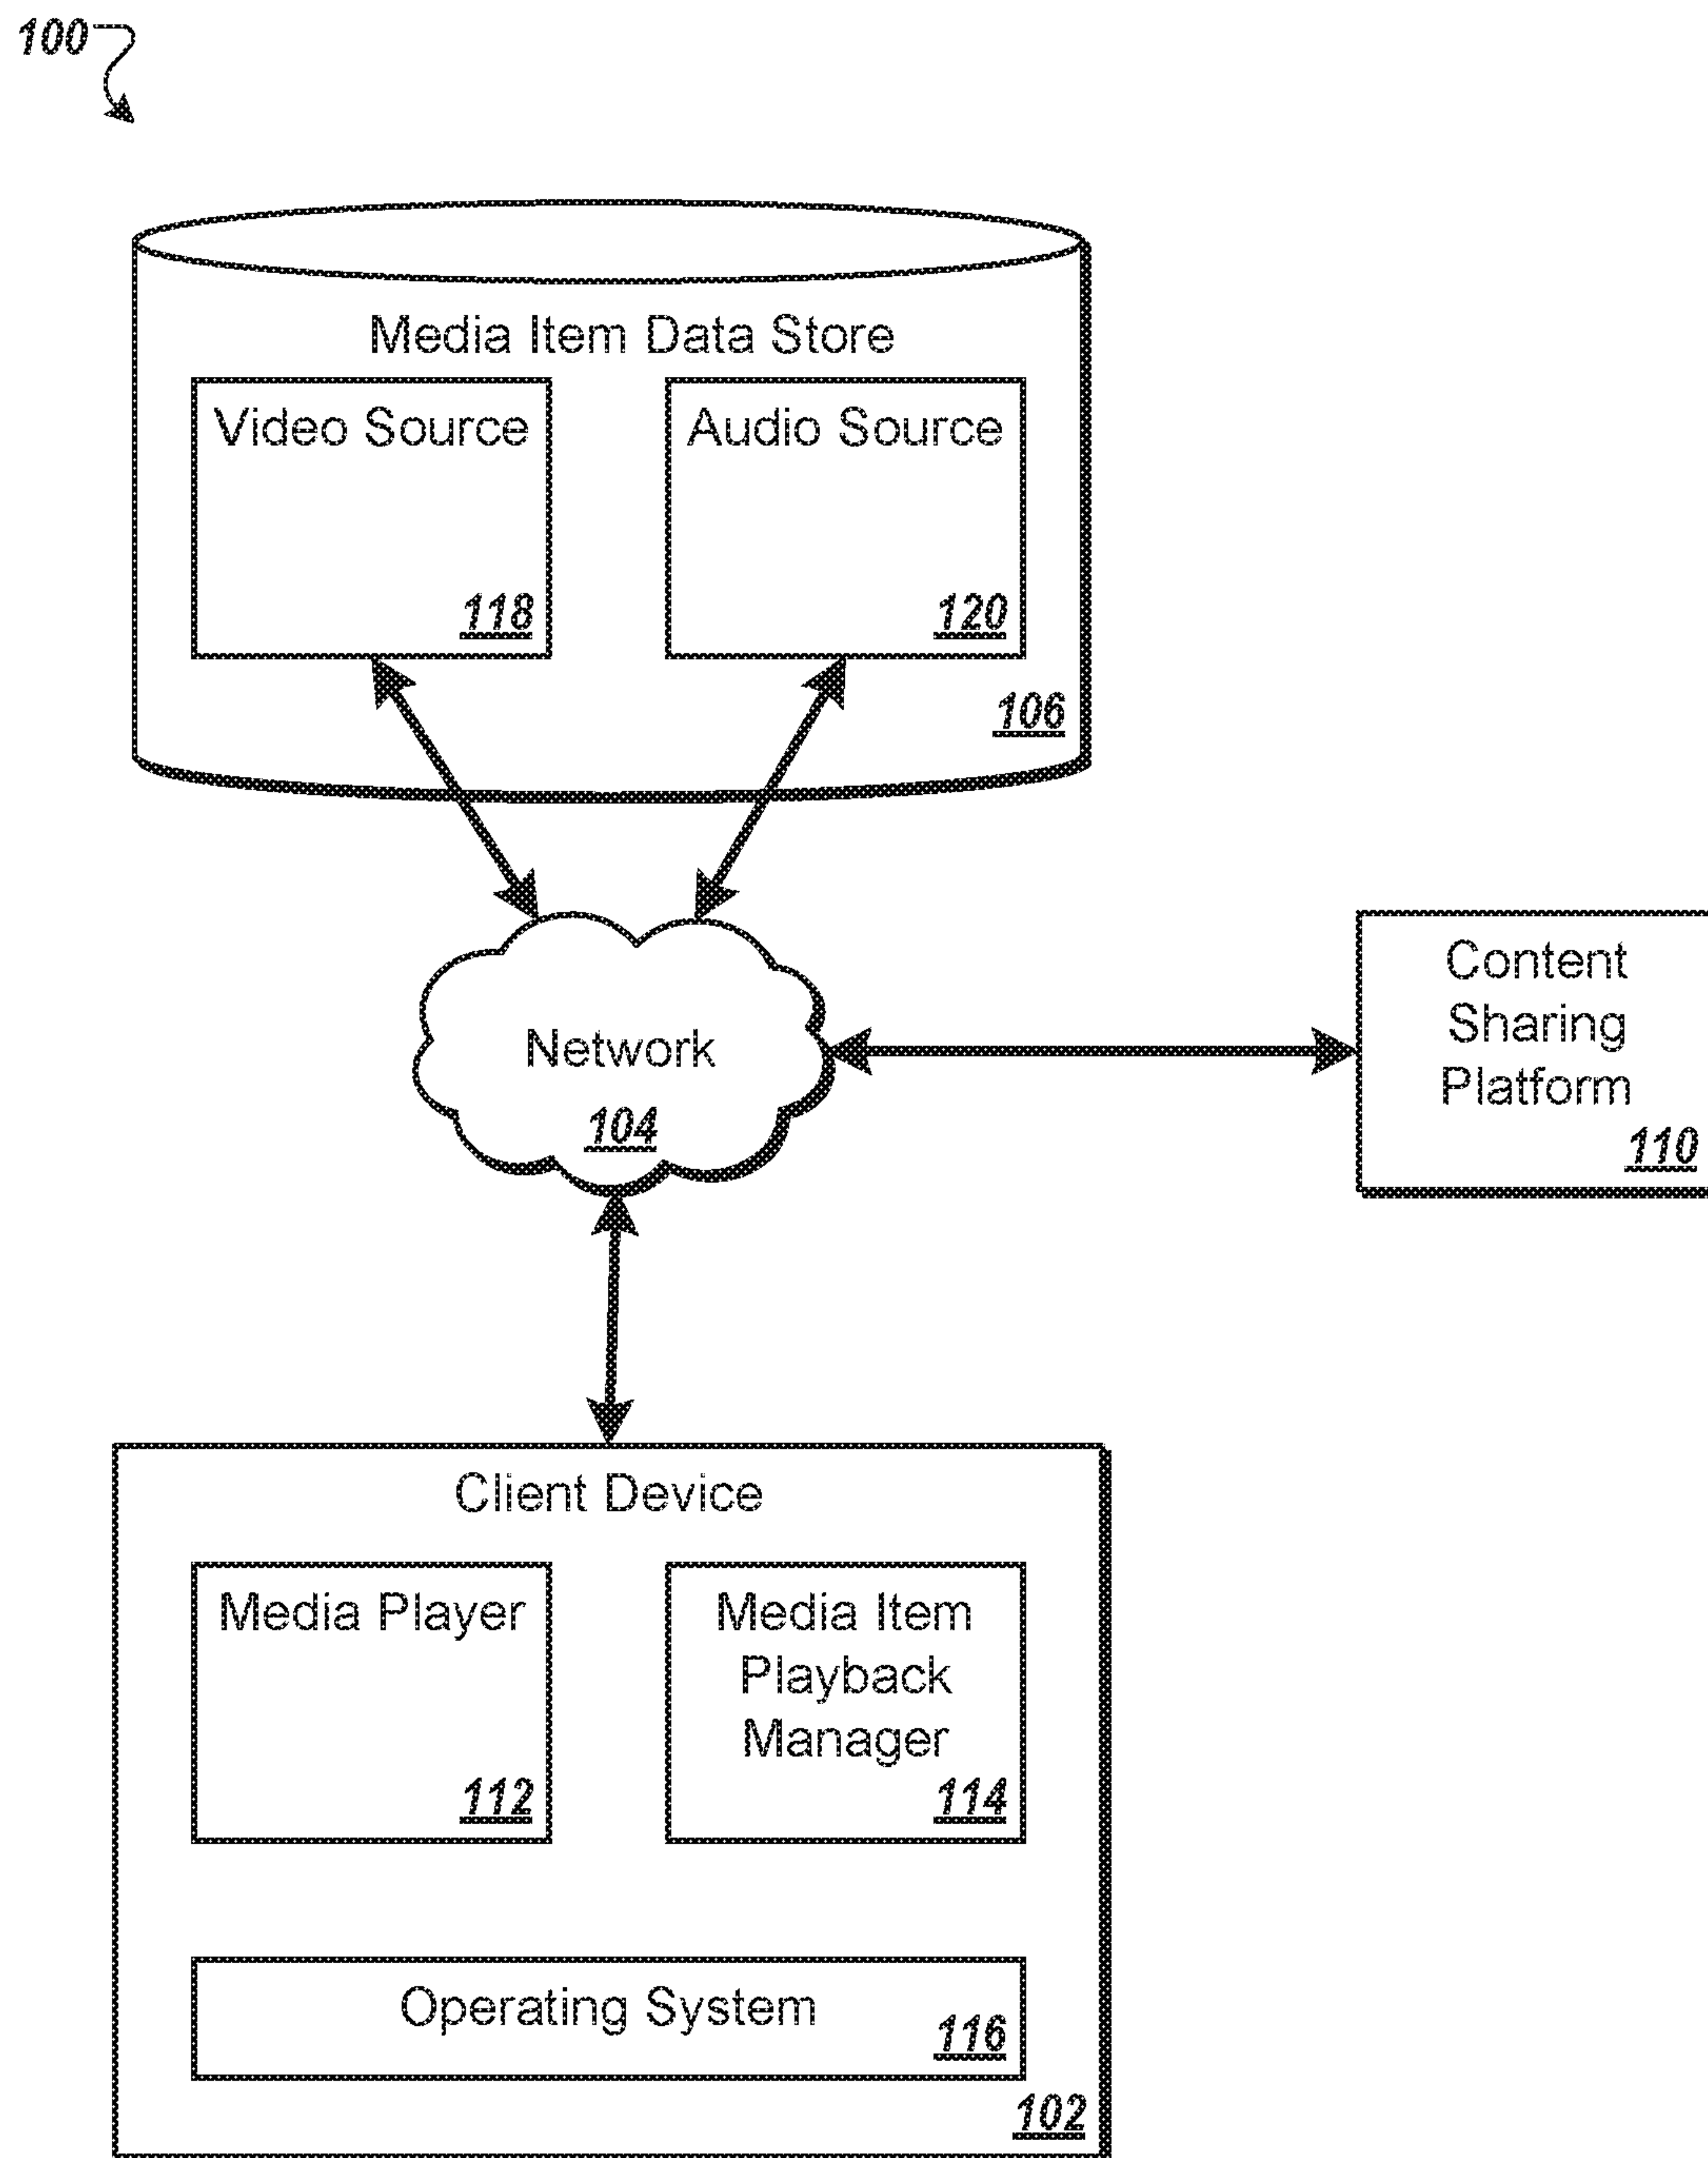 100
Media Item Data Store
Video Source
118
Audio Source
120
106
Network
104
Content
Sharing
Platform
110
Client Device
Media Player
112
Media Item
Playback
Manager
114
Operating System
116
102